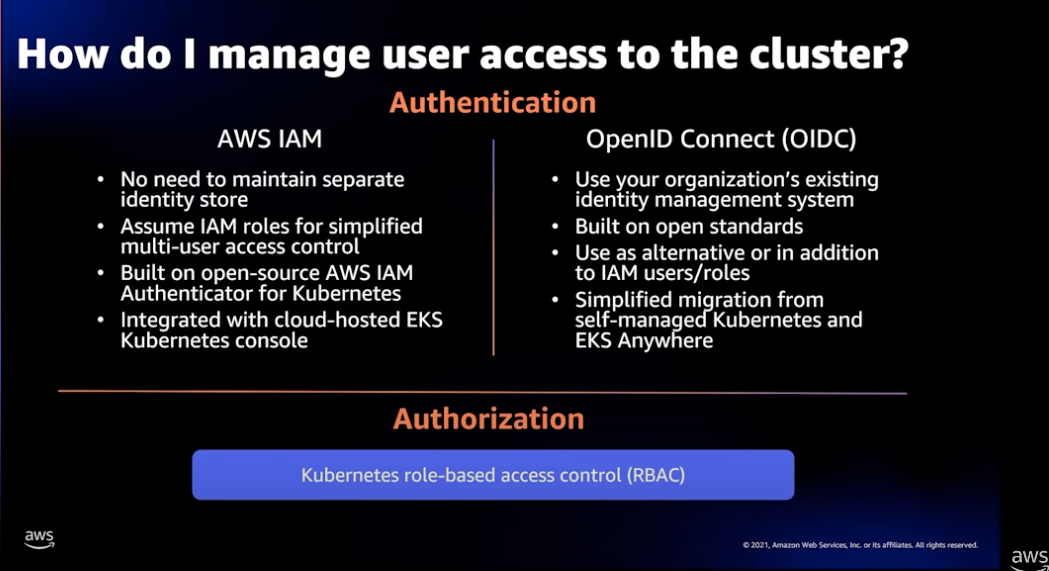 How do I manage user access to the cluster?
Authentication
AWS IAM
• No need to maintain separate
identity store
• Assume IAM roles for simplified
multi-user access control
• Built on open-source AWS IAM
Authenticator for Kubernetes
• Integrated with cloud-hosted EKS
Kubernetes console
OpenID Connect (OIDC)
• Use your organization's existing
identity management system
• Built on open standards
• Use as alternative or in addition
to IAM users/roles
• Simplified migration from
self-managed Kubernetes and
EKS Anywhere
Authorization
Kubernetes role-based access control (RBAC)
aws
© 2021, Amazon Web Services, Inc. or its affiliates. All rights reserved.
aws